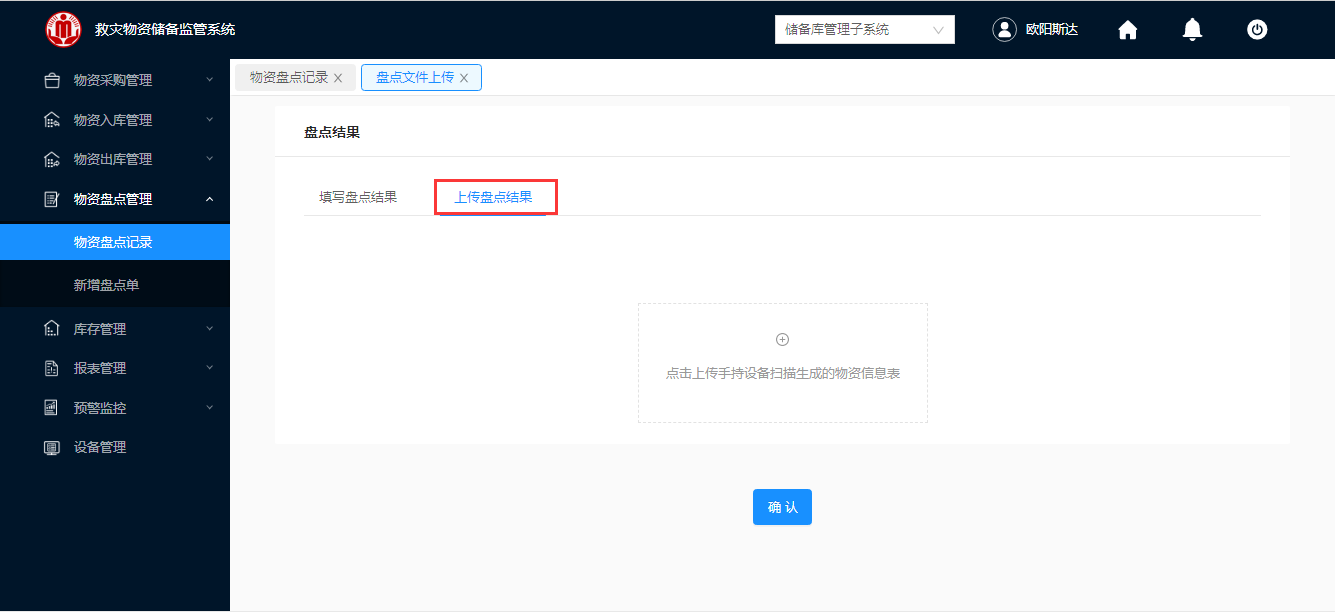 救灾物资储备监管系统
储备库管理子系统
欧阳斯达
物资采购管理
物资入库管理
物资出库管理
物资盘点管理
物资盘点记录
新增盘点单
库存管理
报表管理
预警监控
设备管理
物资盘点记录
盘点文件上传
盘点结果
填写盘点结果
上传盘点结果
点击上传手持设备扫描生成的物资信息表
确 认